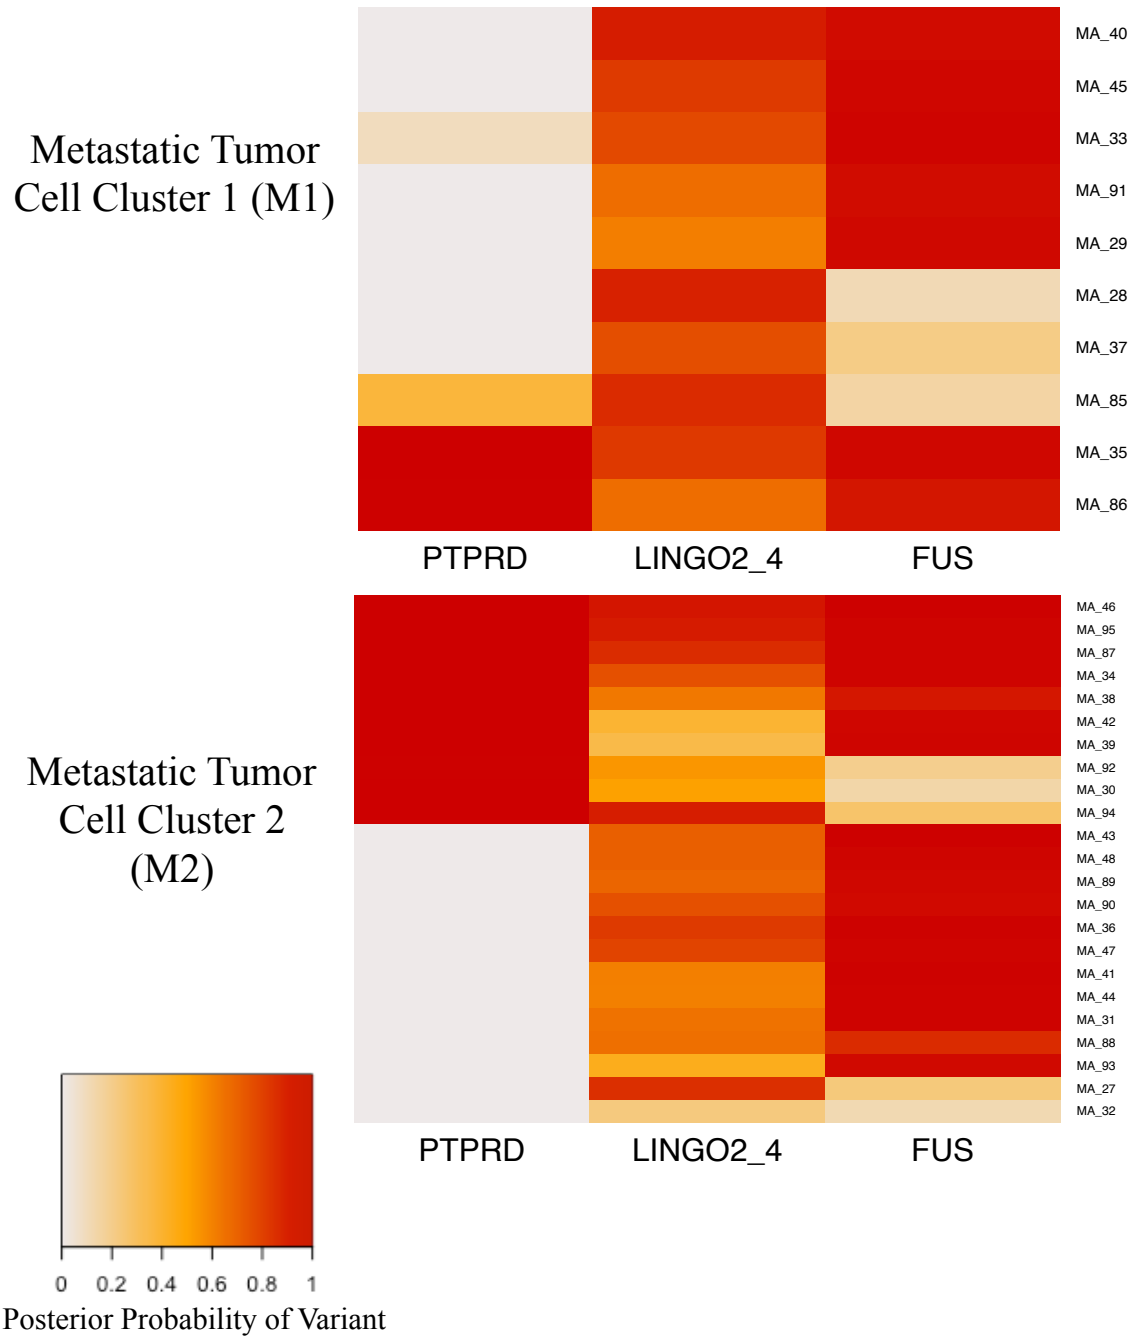 MA_40
MA_45
MA_33
Metastatic Tumor
Cell Cluster 1 (M1)
MA_91
MA_29
MA_28
MA_37
MA_85
MA_35
MA_86
PTPRD LINGO2_4 FUS
MA_46
MA_95
MA_87
MA_34
MA_38
MA_42
MA_39
Metastatic Tumor
Cell Cluster 2
(M2)
MA_92
MA_30
MA_94
MA_43
MA_48
MA_89
MA_90
MA_36
MA_47
MA_41
MA_44
MA_31
MA_88
MA_93
MA_27
MA_32
PTPRD LINGO2_4 FUS
0 0.2 0.4 0.6 0.8 1
Posterior Probability of Variant